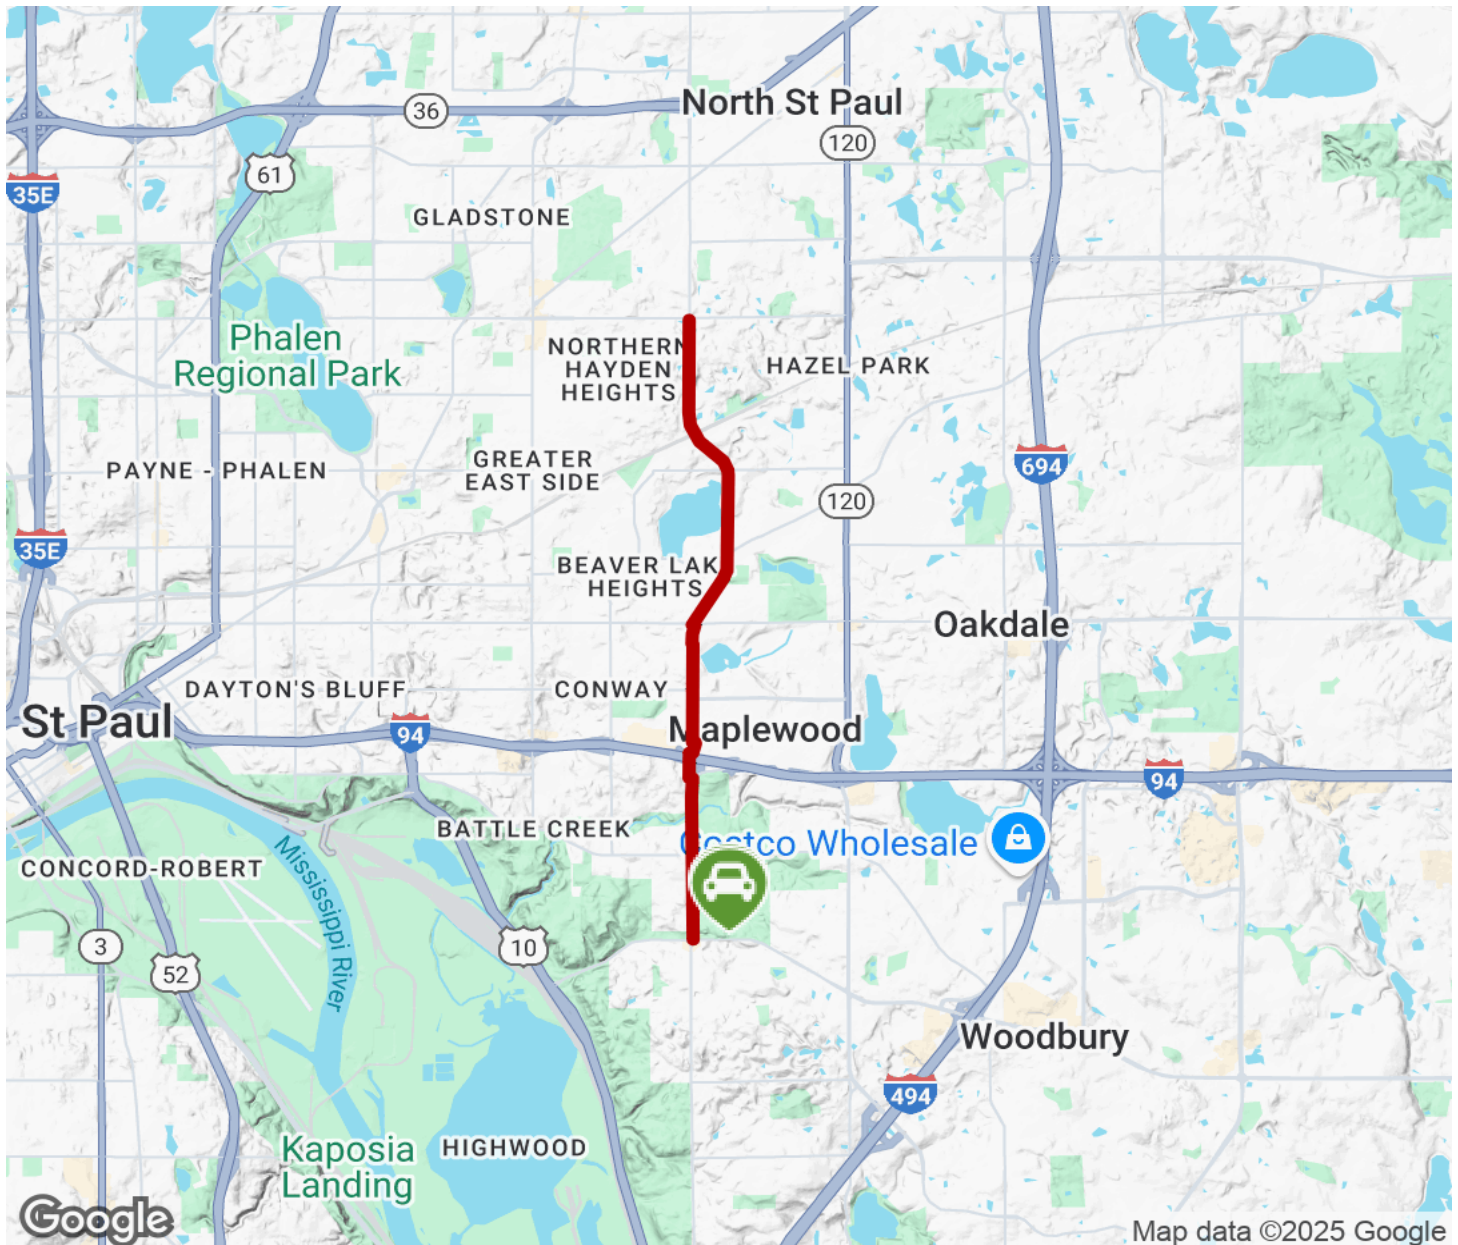 North St Paul
36
120
61
35E
GLADSTONE
Phalen
Regional Park
NORTHERN
HAYDEN
HEIGHTS
HAZEL PARK
PAYNE - PHALEN
GREATER
EAST SIDE
694
120
35E
BEAVER LAK
HEIGHTS
Oakdale
DAYTON'S BLUFF
CONWAY
St Paul
Maplewood
94
94
BATTLE CREEK
Costco Wholesale
CONCORD-ROBERT
Mississippi River
3
52
10
Woodbury
494
Kaposia
Landing
HIGHWOOD
Google
Map data ©2025 Google